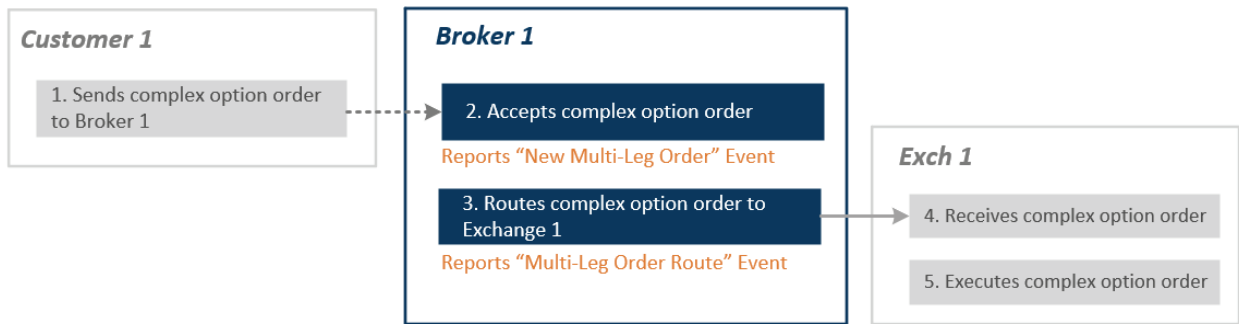 Customer 1
1. Sends complex option order
to Broker 1
Broker 1
2. Accepts complex option order
Reports “New Multi-Leg Order” Event
3. Routes complex option order to
Exchange 1
Reports “Multi-Leg Order Route” Event
Exch 1
4. Receives complex option order
5. Executes complex option order